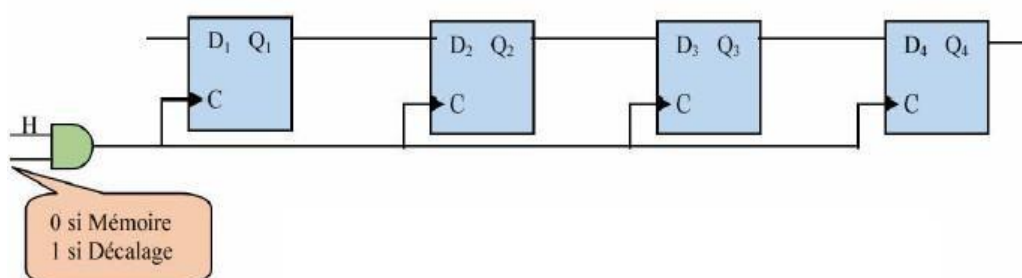 D₁ Q₁
D₂ Q₂
D₃ Q₃
D₄ Q₄
C
C
C
C
H
0 si Mémoire
1 si Décalage